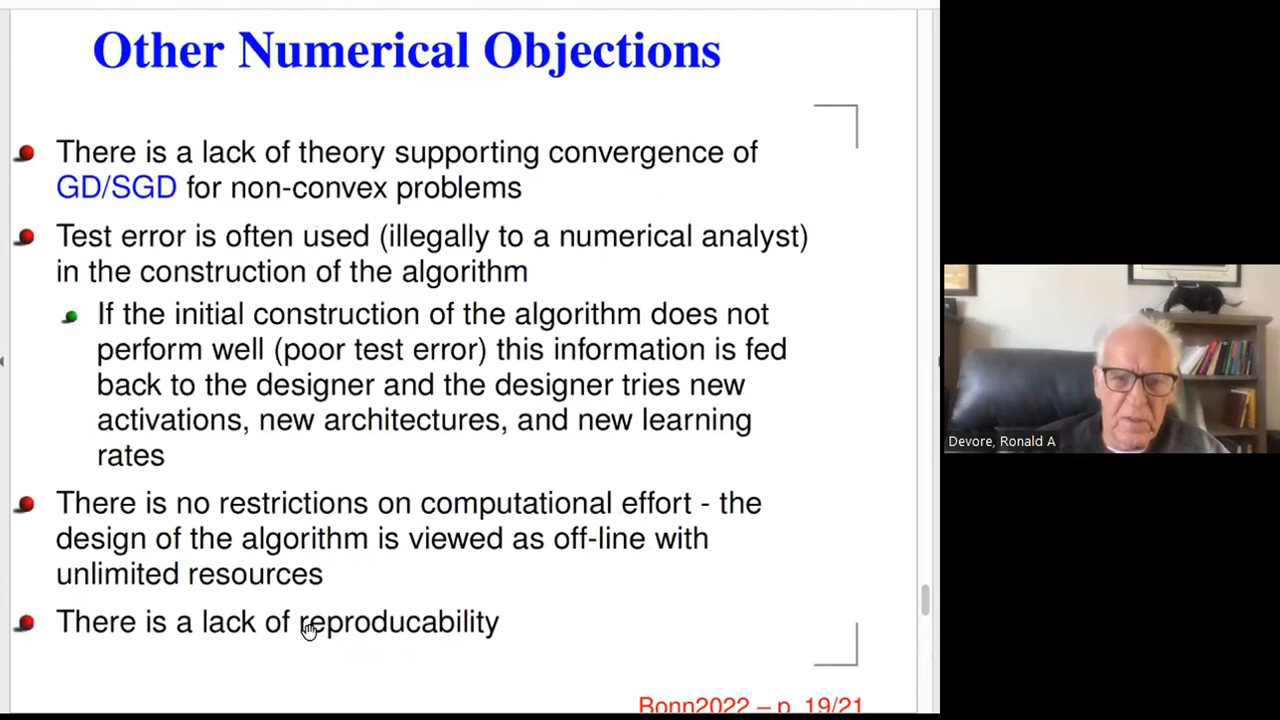 Other Numerical Objections
There is a lack of theory supporting convergence of
GD/SGD for non-convex problems
Test error is often used (illegally to a numerical analyst)
in the construction of the algorithm
If the initial construction of the algorithm does not
perform well (poor test error) this information is fed
back to the designer and the designer tries new
activations, new architectures, and new learning
rates
There is no restrictions on computational effort - the
design of the algorithm is viewed as off-line with
unlimited resources
There is a lack of reproducability
Bonn2022 – p. 19/21
Devore, Ronald A